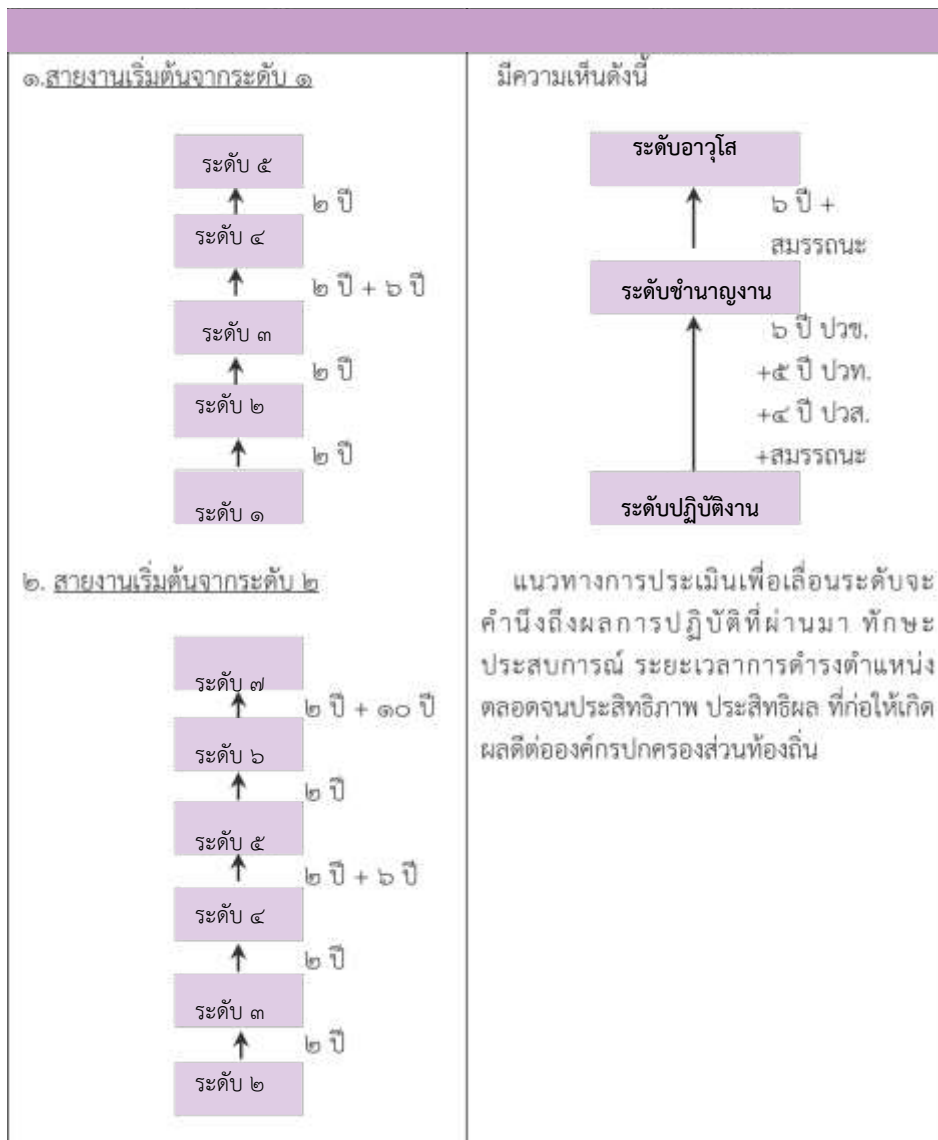 ๑.สายงานเริ่มต้นจากระดับ ๑
ระดับ ๕
๒ ปี
ระดับ ๔
๒ ปี + ๖ ปี
ระดับ ๓
๒ ปี
ระดับ ๒
๒ ปี
ระดับ ๑
๒. สายงานเริ่มต้นจากระดับ ๒
ระดับ ๗
๒ ปี + ๑๐ ปี
ระดับ ๖
๒ ปี
ระดับ ๕
๒ ปี + ๖ ปี
ระดับ ๔
๒ ปี
ระดับ ๓
๒ ปี
ระดับ ๒
มีความเห็นดังนี้
ระดับอาวุโส
๖ ปี +
สมรรถนะ
ระดับชำนาญงาน
๖ ปี ปวช.
+๕ ปี ปวท.
+๔ ปี ปวส.
+สมรรถนะ
ระดับปฏิบัติงาน
แนวทางการประเมินเพื่อเลื่อนระดับจะ
คำนึงถึงผลการปฏิบัติที่ผ่านมา ทักษะ
ประสบการณ์ ระยะเวลาการดำรงตำแหน่ง
ตลอดจนประสิทธิภาพ ประสิทธิผล ที่ก่อให้เกิด
ผลดีต่อองค์กรปกครองส่วนท้องถิ่น